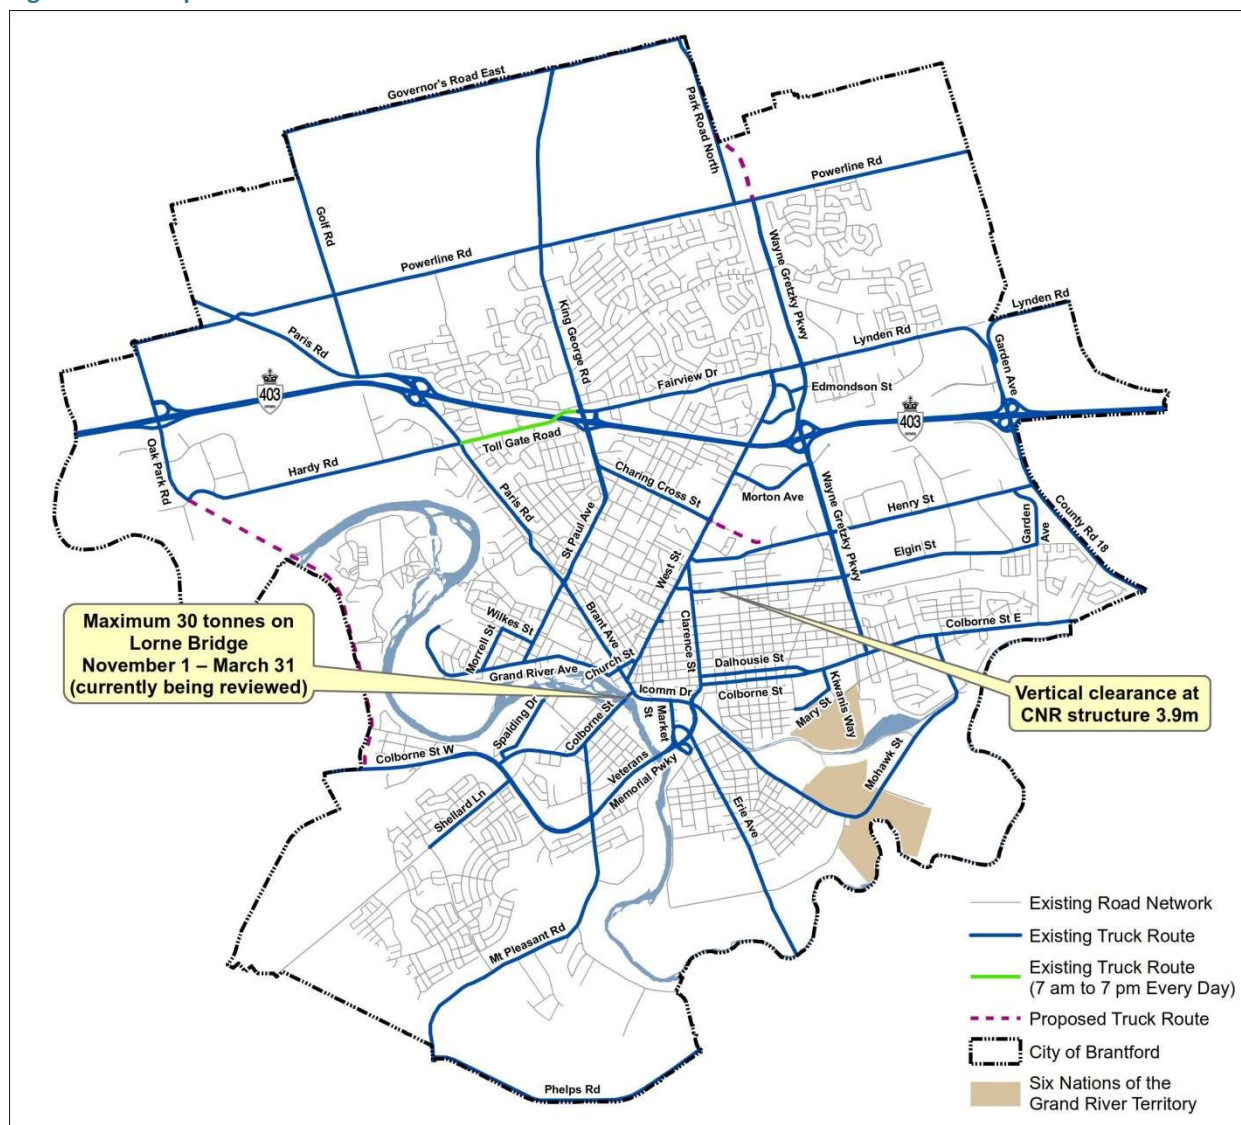 Governor's Road East
Park Road North
Powerline Rd
Golf Rd
Powerline Rd
Wayne Gretzky Pkwy
Lynden Rd
Paris Rd
King George Rd
Lynden Rd
Garden Ave
Fairview Dr
Edmondson St
403
403
Toll Gate Road
Oak Park Rd
Hardy Rd
Charing Cross St
Morton Ave
Paris Rd
Wayne Gretzky Pkwy
Henry St
Garden Ave
County Rd 18
St Paul Ave
Elgin St
West St
Maximum 30 tonnes on
Lorne Bridge
November 1 – March 31
(currently being reviewed)
Wilkes St
Brant Ave
Clarence St
Colborne St E
Morrell St
Church St
Dalhousie St
Grand River Ave
Icomm Dr
Colborne St
Kiwanis Way
Vertical clearance at
CNR structure 3.9m
Spalding Dr
Colborne St
Market St
Mary St
Colborne St W
Veterans
Memorial Pwky
Mohawk St
Shellard Ln
Erie Ave
Mt Pleasant Rd
Phelps Rd
Existing Road Network
Existing Truck Route
Existing Truck Route
(7 am to 7 pm Every Day)
Proposed Truck Route
City of Brantford
Six Nations of the
Grand River Territory